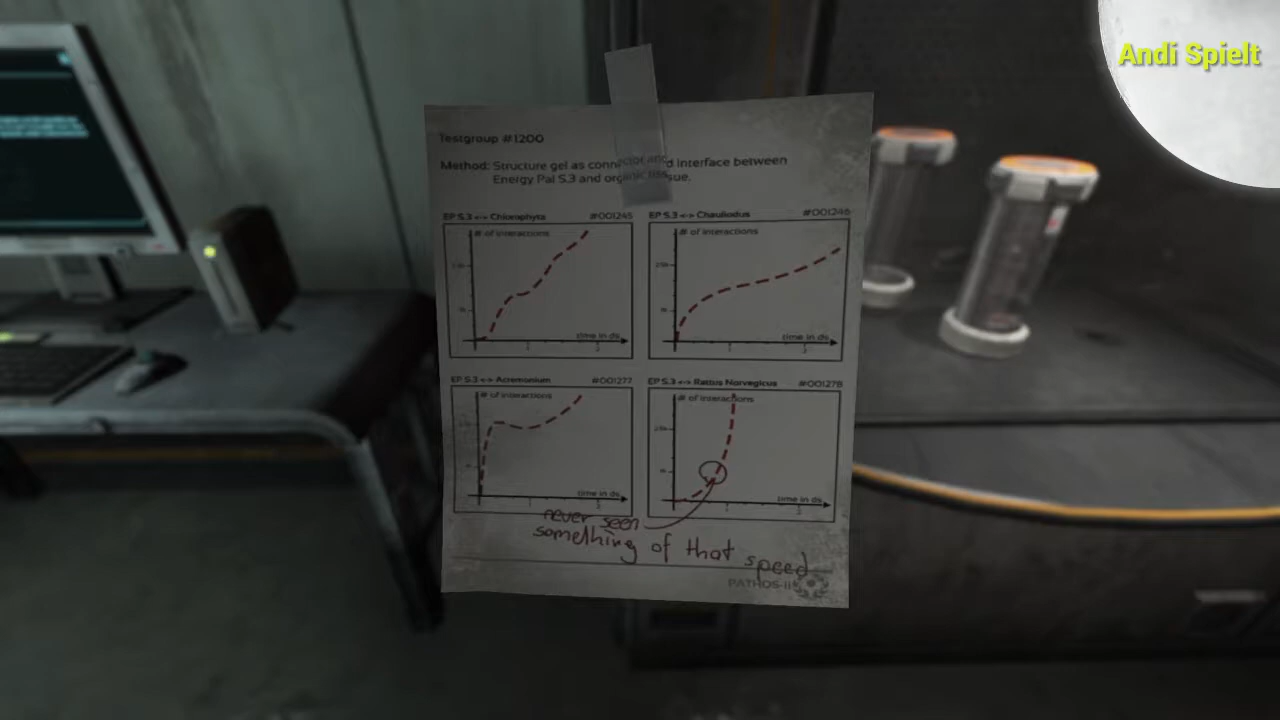 Andi Spielt
Testgroup #1200
Method: Structure gel as connector and interface between
Energy Pal S.3 and organic tissue.
EP S.3 <-> Chlorophyta #001245
EP S.3 <-> Chauliodus #001246
# of interactions
# of interactions
time in ds
time in ds
EP S.3 <-> Acremonium #001277
EP S.3 <-> Rattus Norvegicus #001278
# of interactions
# of interactions
time in ds
time in ds
never seen
something of that speed
PATHOS-II